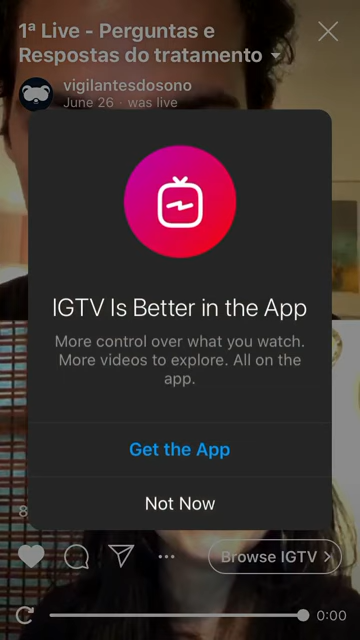 1ª Live - Perguntas e
Respostas do tratamento
vigilantesdosono
June 26 · was live
IGTV Is Better in the App
More control over what you watch.
More videos to explore. All on the
app.
Get the App
Not Now
8
Browse IGTV >
0:00